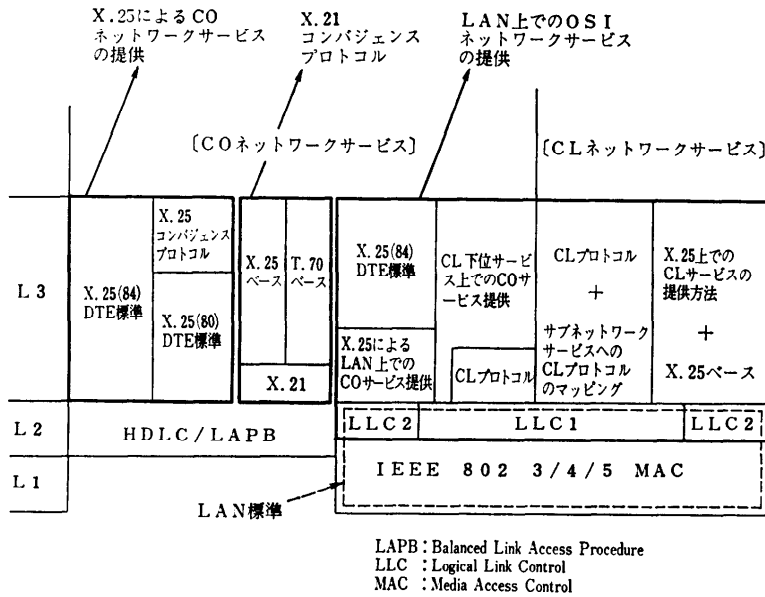 X.25によるCO
ネットワークサービス
の提供
X.21
コンバジェンス
プロトコル
LAN上でのOSI
ネットワークサービス
の提供
〔COネットワークサービス〕
〔CLネットワークサービス〕
L3
X.25(84)
DTE標準
X.25
コンバジェンス
プロトコル
X.25(80)
DTE標準
X.25
ベース
T.70
ベース
X.21
X.25(84)
DTE標準
X.25による
LAN上での
COサービス提供
CL下位サービ
ス上でのCOサ
ービス提供
CLプロトコル
CLプロトコル
+
サブネットワーク
サービスへの
CLプロトコル
のマッピング
X.25上での
CLサービスの
提供方法
+
X.25ベース
L2
HDLC/LAPB
LLC2
LLC1
LLC2
L1
IEEE 802 3/4/5 MAC
LAN標準
LAPB:Balanced Link Access Procedure
LLC:Logical Link Control
MAC:Media Access Control